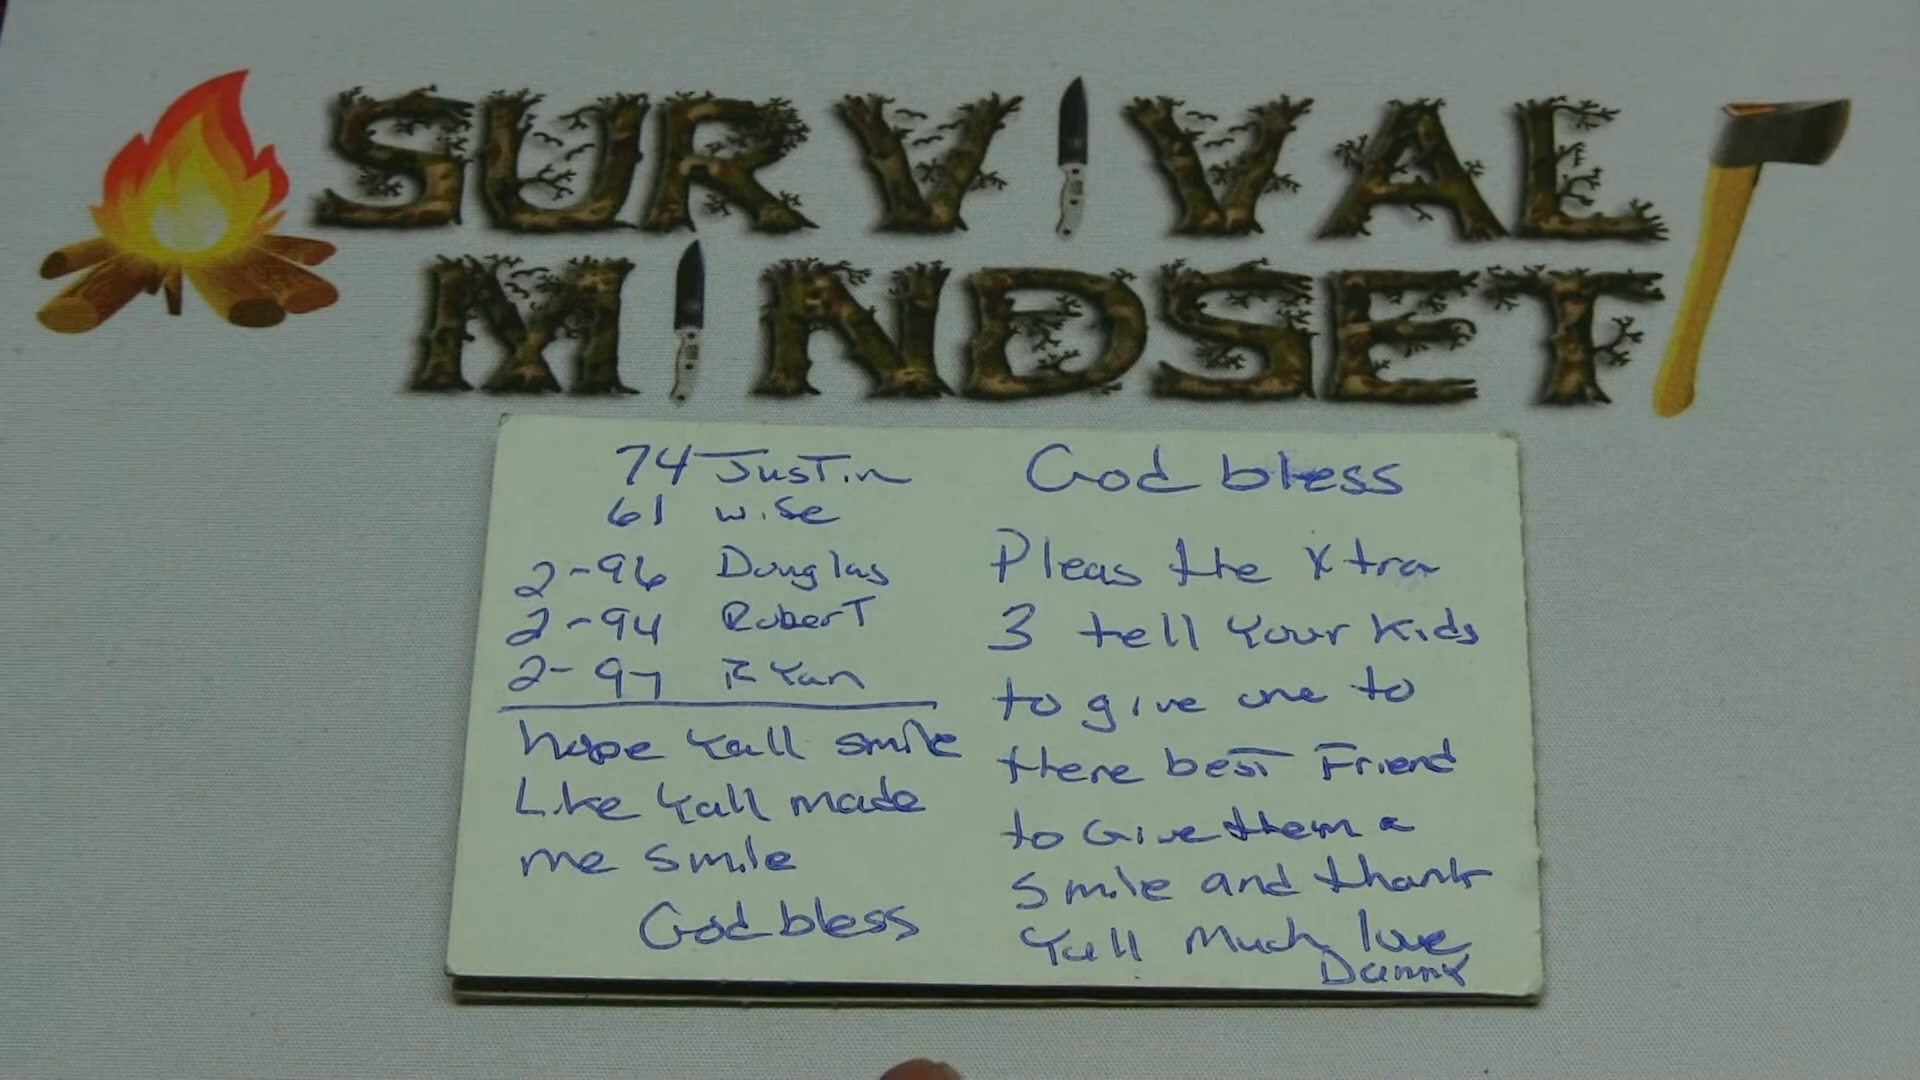 SURVIVAL
MINDSET
74 Justin
61 wise
2-96 Douglas
2-94 Robert
2-97 Ryan
hope Yall smile
Like Yall made
me smile
God bless
God bless
Pleas the Xtra
3 tell Your Kids
to give one to
there best Friend
to Give them a
smile and thank
Yall Much love
Danny